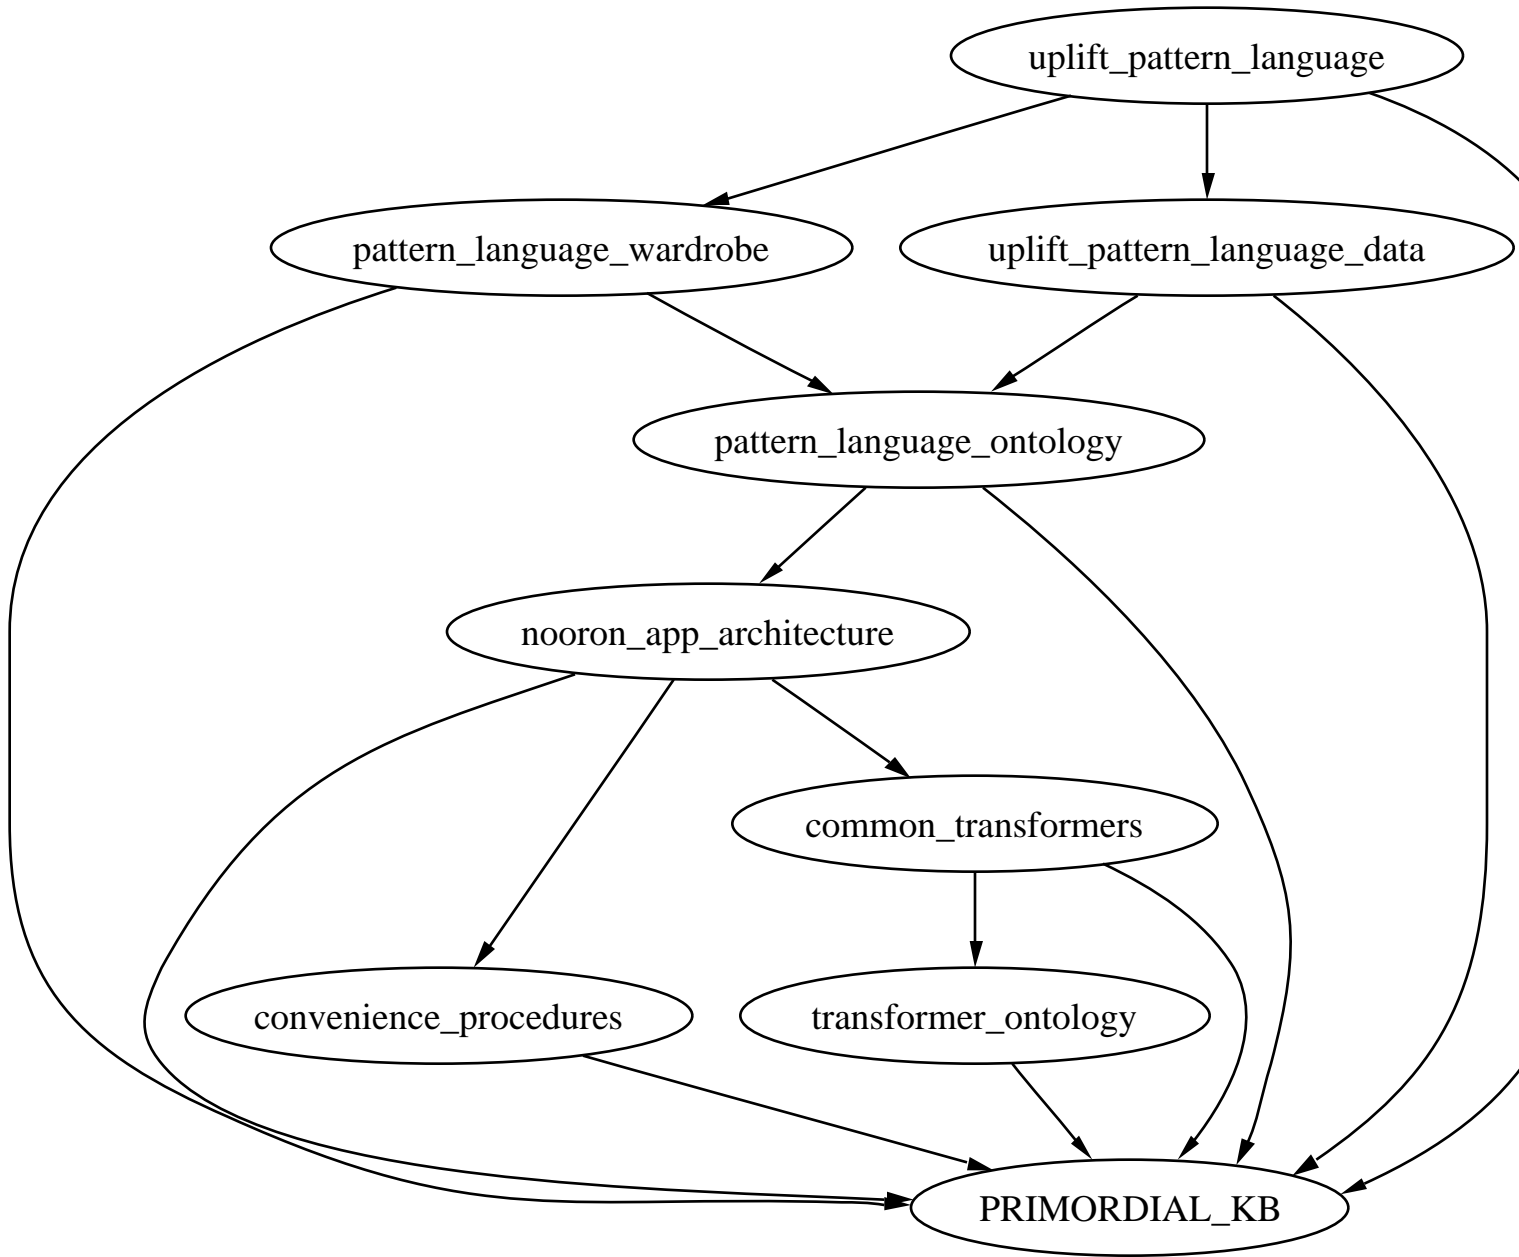 uplift_pattern_language
pattern_language_wardrobe
uplift_pattern_language_data
pattern_language_ontology
nooron_app_architecture
common_transformers
convenience_procedures
transformer_ontology
PRIMORDIAL_KB